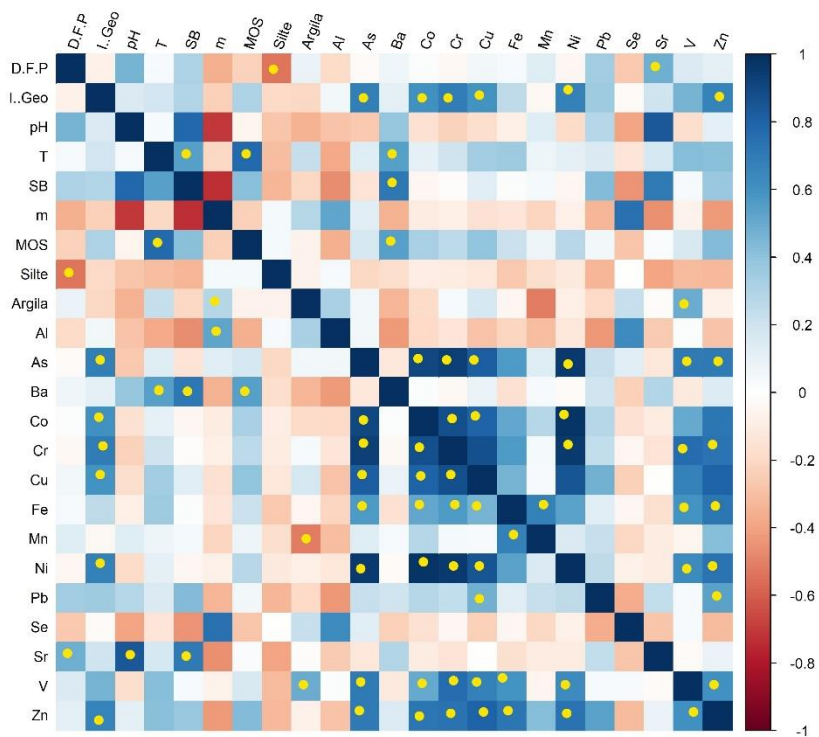 D.F.P I..Geo pH T SB m MOS Silte Argila Al As Ba Co Cr Cu Fe Mn Ni Pb Se Sr V Zn
D.F.P
I..Geo
pH
T
SB
m
MOS
Silte
Argila
Al
As
Ba
Co
Cr
Cu
Fe
Mn
Ni
Pb
Se
Sr
V
Zn
1
0.8
0.6
0.4
0.2
0
-0.2
-0.4
-0.6
-0.8
-1